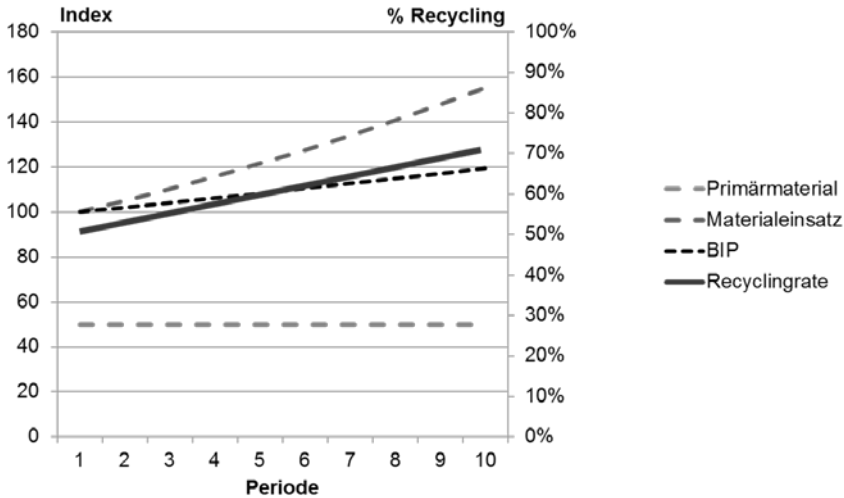 Index % Recycling
180 100%
160 90%
140 80%
120 70%
100 60%
80 50%
60 40%
40 30%
20 20%
0 10%
0%
1 2 3 4 5 6 7 8 9 10
Periode
Primärmaterial
Materialeinsatz
BIP
Recyclingrate